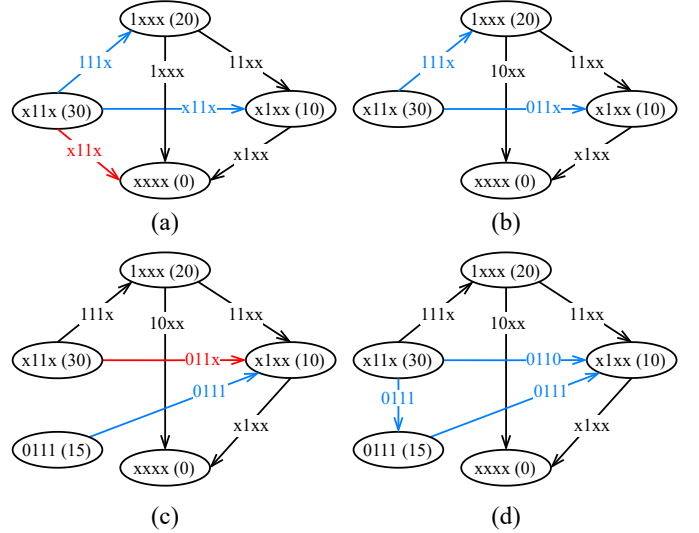 1xxx (20)
111x
1xxx
11xx
x11x (30)
x11x
x1xx (10)
x11x
x1xx
xxxx (0)
(a)
1xxx (20)
111x
10xx
11xx
x11x (30)
011x
x1xx (10)
x1xx
xxxx (0)
(b)
1xxx (20)
111x
10xx
11xx
x11x (30)
011x
x1xx (10)
0111
x1xx
0111 (15)
xxxx (0)
(c)
1xxx (20)
111x
10xx
11xx
x11x (30)
0110
x1xx (10)
0111
0111
x1xx
0111 (15)
xxxx (0)
(d)